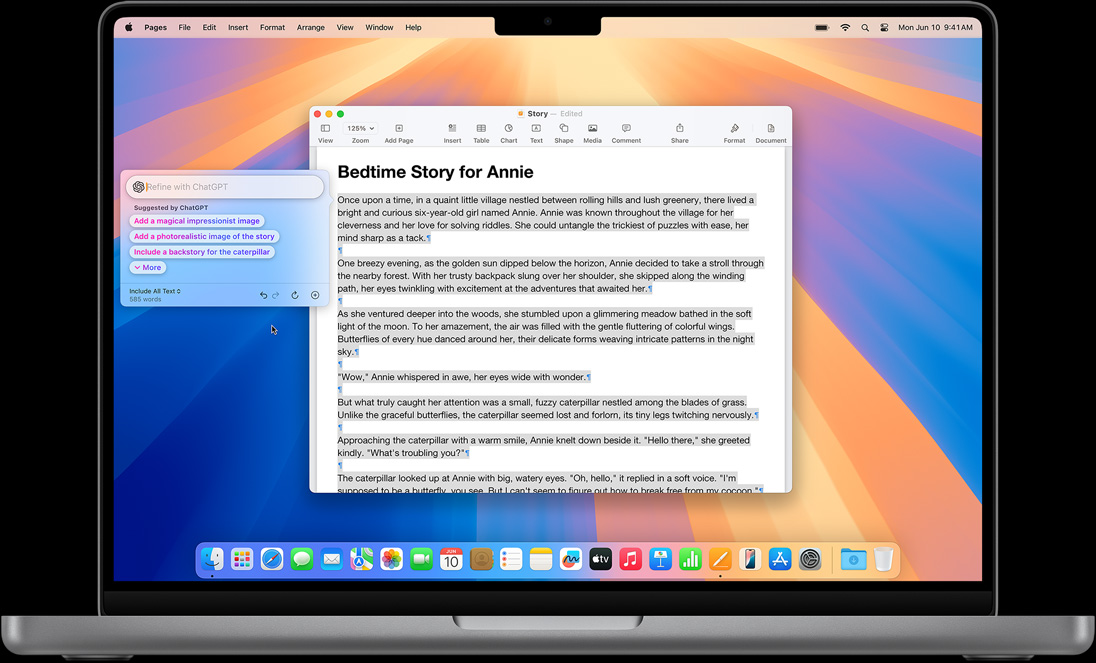 Pages File Edit Insert Format Arrange View Window Help
Mon Jun 10 9:41 AM
Story — Edited
125%
View Zoom Add Page Insert Table Chart Text Shape Media Comment Share Format Document
Refine with ChatGPT
Suggested by ChatGPT
Add a magical impressionist image
Add a photorealistic image of the story
Include a backstory for the caterpillar
More
Include All Text
585 words
Bedtime Story for Annie
Once upon a time, in a quaint little village nestled between rolling hills and lush greenery, there lived a
bright and curious six-year-old girl named Annie. Annie was known throughout the village for her
cleverness and her love for solving riddles. She could untangle the trickiest of puzzles with ease, her
mind sharp as a tack.¶
¶
One breezy evening, as the golden sun dipped below the horizon, Annie decided to take a stroll through
the nearby forest. With her trusty backpack slung over her shoulder, she skipped along the winding
path, her eyes twinkling with excitement at the adventures that awaited her.¶
¶
As she ventured deeper into the woods, she stumbled upon a glimmering meadow bathed in the soft
light of the moon. To her amazement, the air was filled with the gentle fluttering of colorful wings.
Butterflies of every hue danced around her, their delicate forms weaving intricate patterns in the night
sky.¶
¶
"Wow," Annie whispered in awe, her eyes wide with wonder.¶
¶
But what truly caught her attention was a small, fuzzy caterpillar nestled among the blades of grass.
Unlike the graceful butterflies, the caterpillar seemed lost and forlorn, its tiny legs twitching nervously.¶
¶
Approaching the caterpillar with a warm smile, Annie knelt down beside it. "Hello there," she greeted
kindly. "What's troubling you?"¶
¶
The caterpillar looked up at Annie with big, watery eyes. "Oh, hello," it replied in a soft voice. "I'm
supposed to be a butterfly, you see. But I can't seem to figure out how to break free from my cocoon."¶
JUN
10
tv